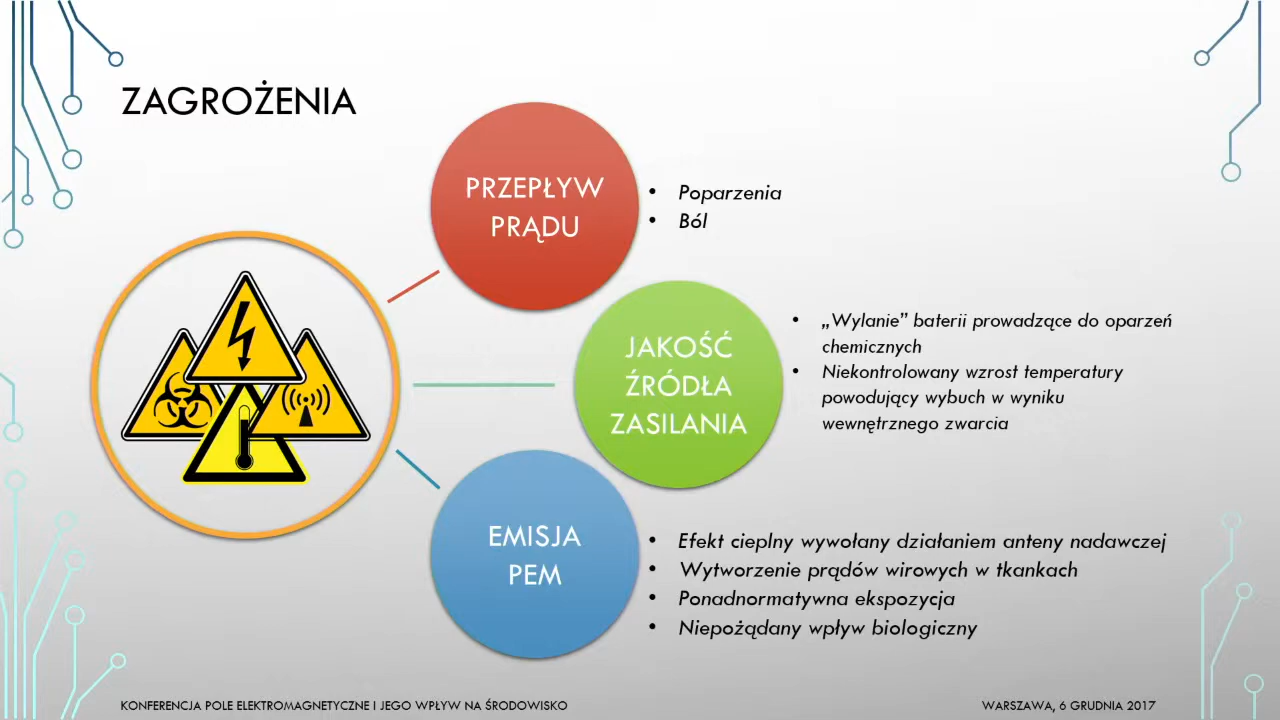 ZAGROŻENIA
PRZEPŁYW
PRĄDU
• Poparzenia
• Ból
JAKOŚĆ
ŹRÓDŁA
ZASILANIA
• „Wylanie” baterii prowadzące do oparzeń
chemicznych
• Niekontrolowany wzrost temperatury
powodujący wybuch w wyniku
wewnętrznego zwarcia
EMISJA
PEM
• Efekt cieplny wywołany działaniem anteny nadawczej
• Wytworzenie prądów wirowych w tkankach
• Ponadnormatywna ekspozycja
• Niepożądany wpływ biologiczny
KONFERENCJA POLE ELEKTROMAGNETYCZNE I JEGO WPŁYW NA ŚRODOWISKO
WARSZAWA, 6 GRUDNIA 2017